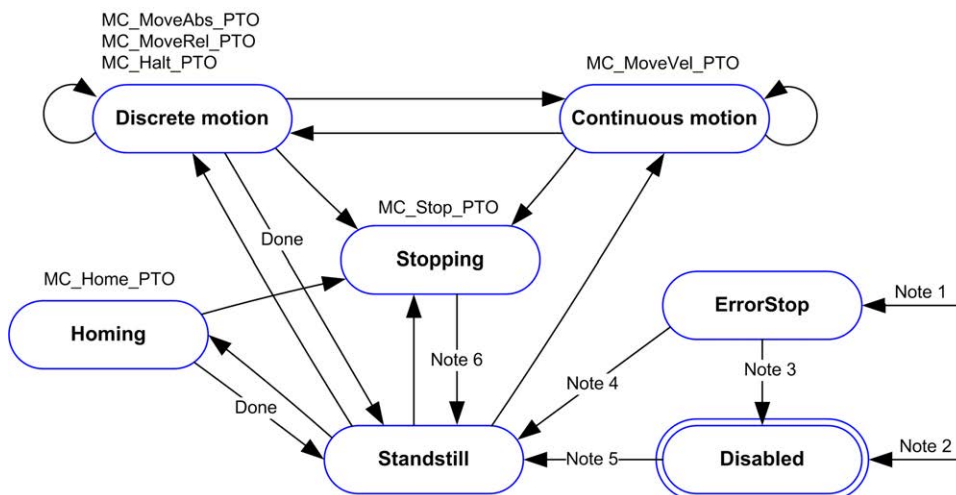 MC_MoveAbs_PTO
MC_MoveRel_PTO
MC_Halt_PTO
MC_MoveVel_PTO
Discrete motion
Continuous motion
MC_Stop_PTO
Done
Stopping
MC_Home_PTO
Homing
ErrorStop
Note 1
Note 6
Note 3
Note 4
Done
Standstill
Note 5
Disabled
Note 2